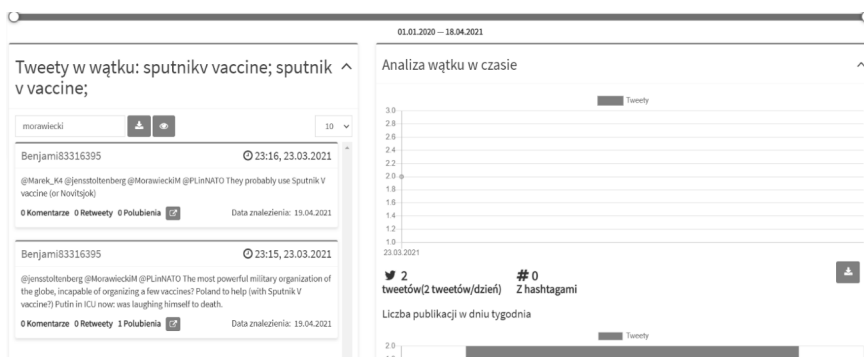 01.01.2020 — 18.04.2021
Tweety w wątku: sputnikv vaccine; sputnik
v vaccine;
morawiecki
10
Benjami83316395
23:16, 23.03.2021
@Marek_K4 @jensstoltenberg @MorawieckiM @PLinNATO They probably use Sputnik V
vaccine (or Novitsjok)
0 Komentarze 0 Retweety 0 Polubienia
Data znalezienia: 19.04.2021
Benjami83316395
23:15, 23.03.2021
@jensstoltenberg @MorawieckiM @PLinNATO The most powerful military organization of
the globe, incapable of organizing a few vaccines? Poland to help (with Sputnik V
vaccine?) Putin in ICU now: was laughing himself to death.
0 Komentarze 0 Retweety 1 Polubienia
Data znalezienia: 19.04.2021
Analiza wątku w czasie
Tweety
3.0
2.8
2.6
2.4
2.2
2.0
1.8
1.6
1.4
1.2
1.0
23.03.2021
2
tweetów(2 tweetów/dzień)
# 0
Z hashtagami
Liczba publikacji w dniu tygodnia
Tweety
2.0